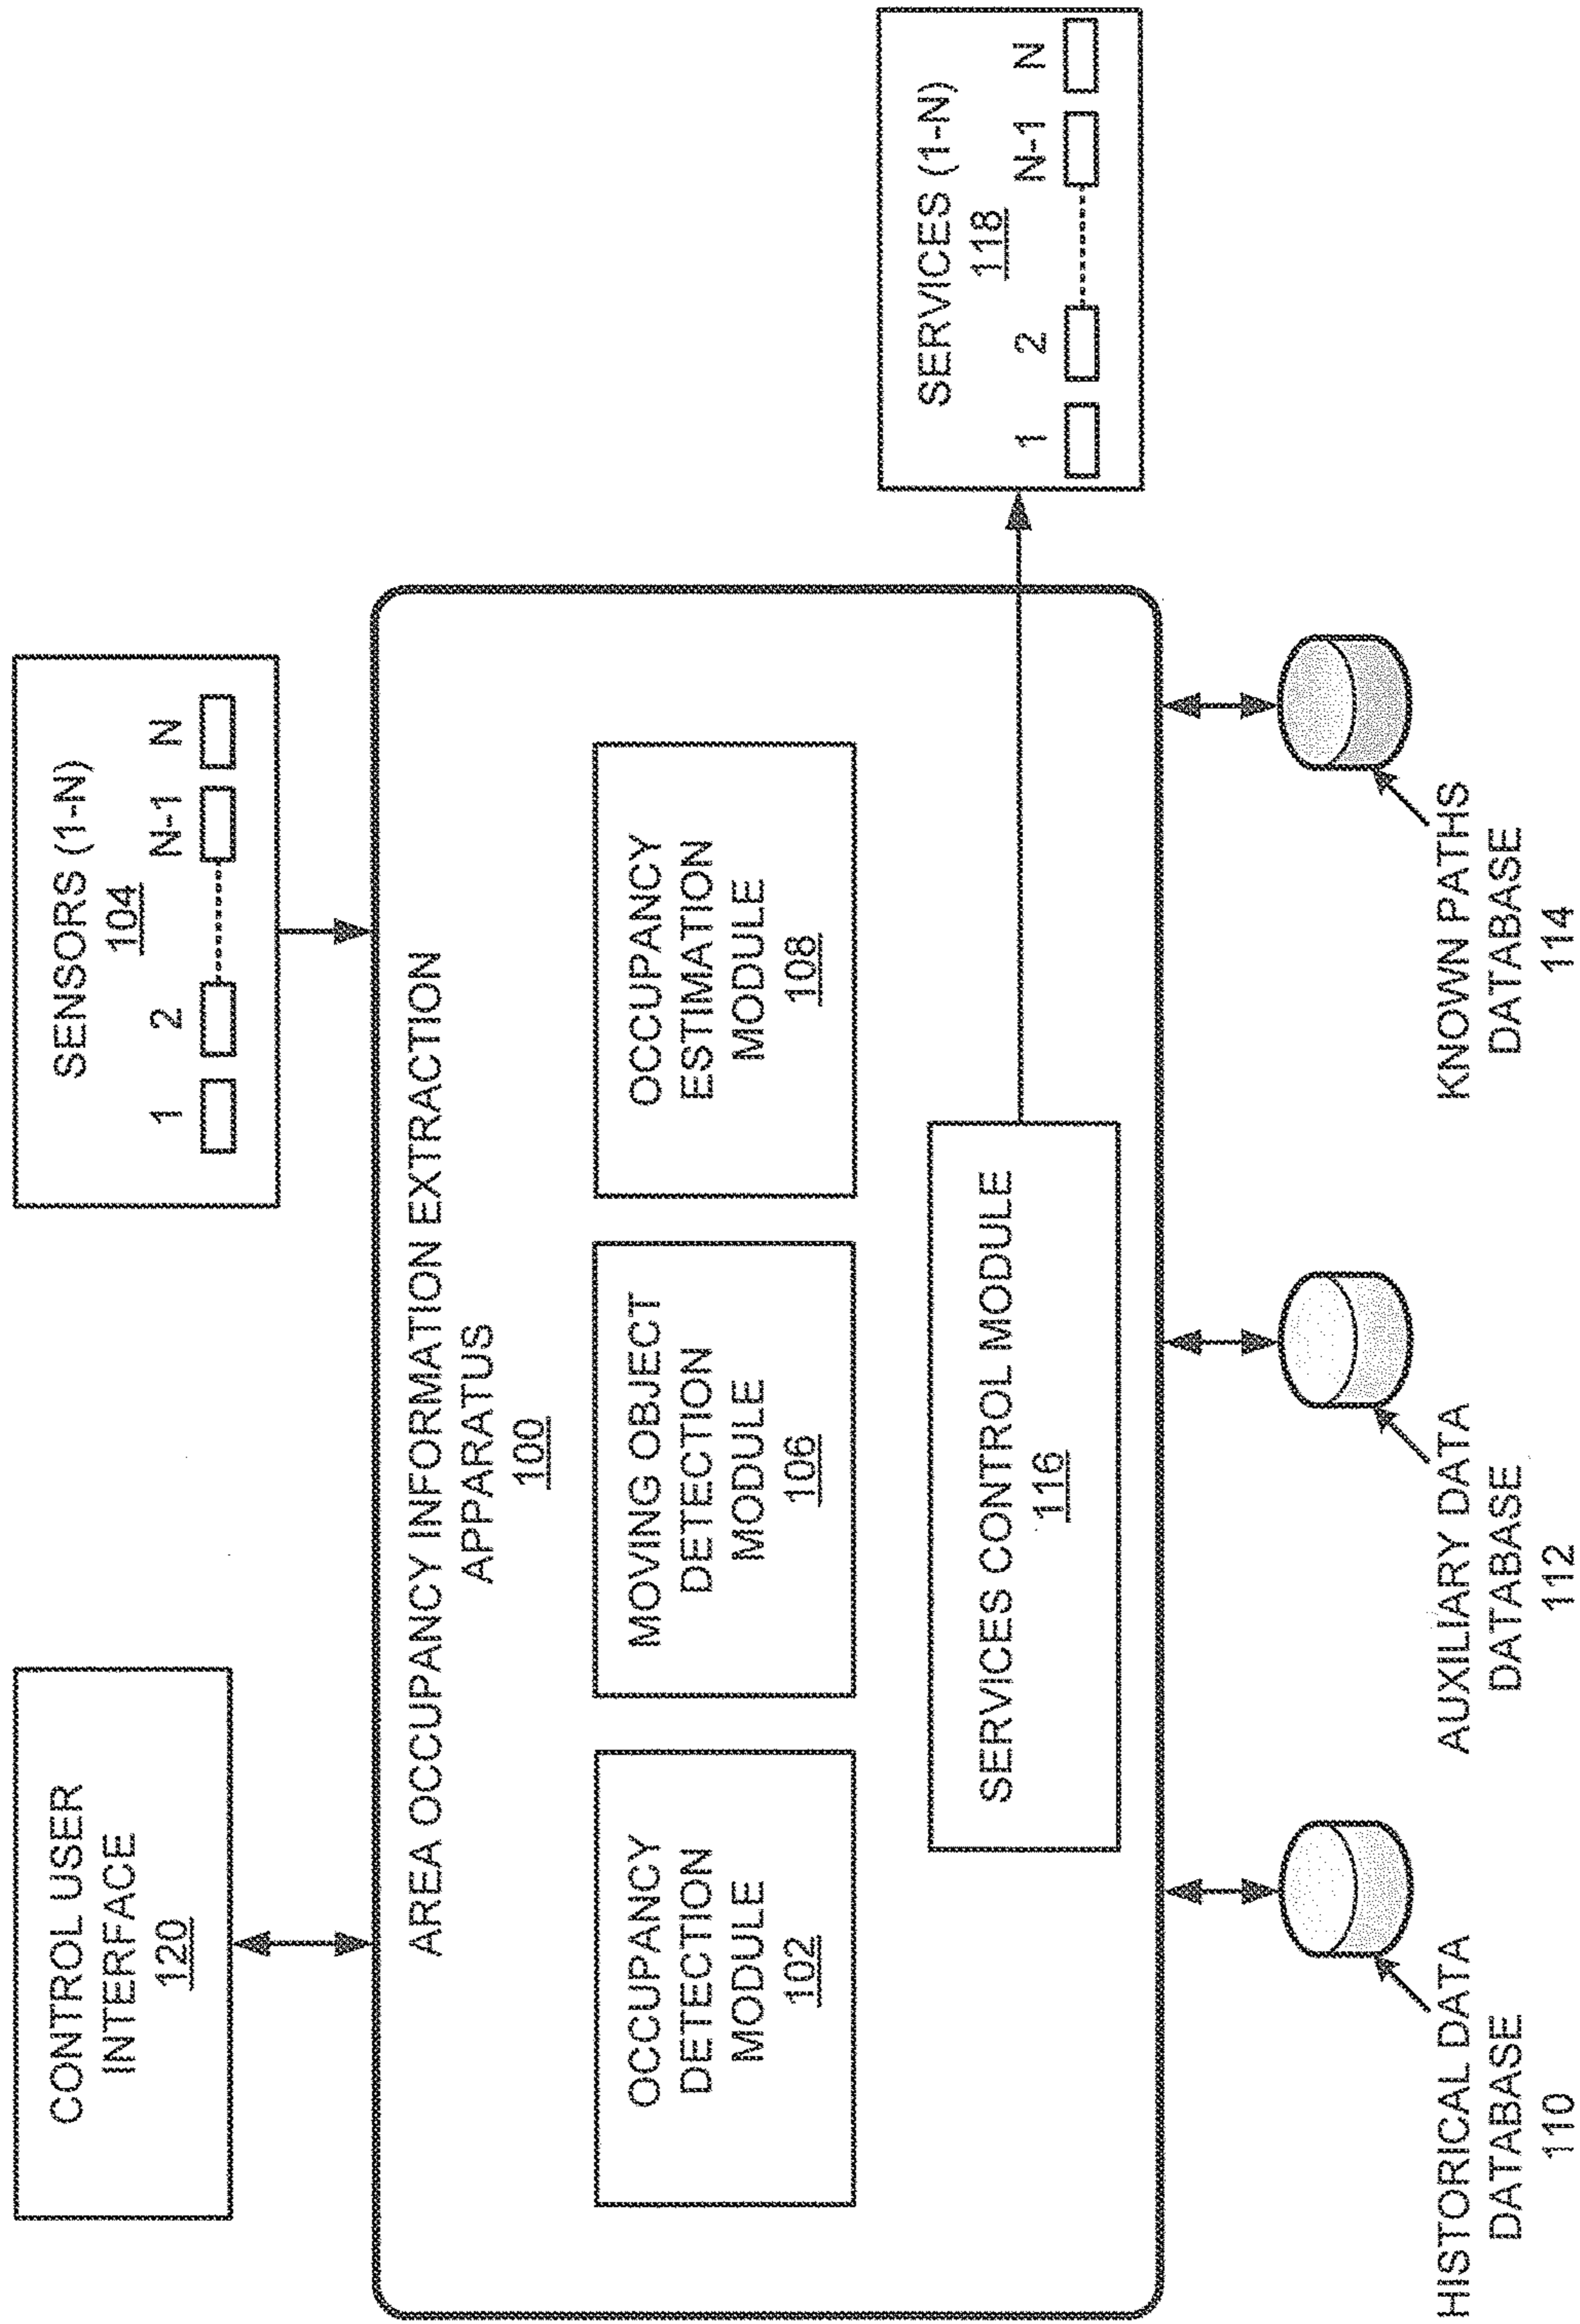 CONTROL USER
INTERFACE
120
SENSORS (1-N)
104
1 2 N-1 N
AREA OCCUPANCY INFORMATION EXTRACTION
APPARATUS
100
OCCUPANCY
DETECTION
MODULE
102
MOVING OBJECT
DETECTION
MODULE
106
OCCUPANCY
ESTIMATION
MODULE
108
SERVICES CONTROL MODULE
116
SERVICES (1-N)
118
1 2 N-1 N
HISTORICAL DATA
DATABASE
110
AUXILIARY DATA
DATABASE
112
KNOWN PATHS
DATABASE
114